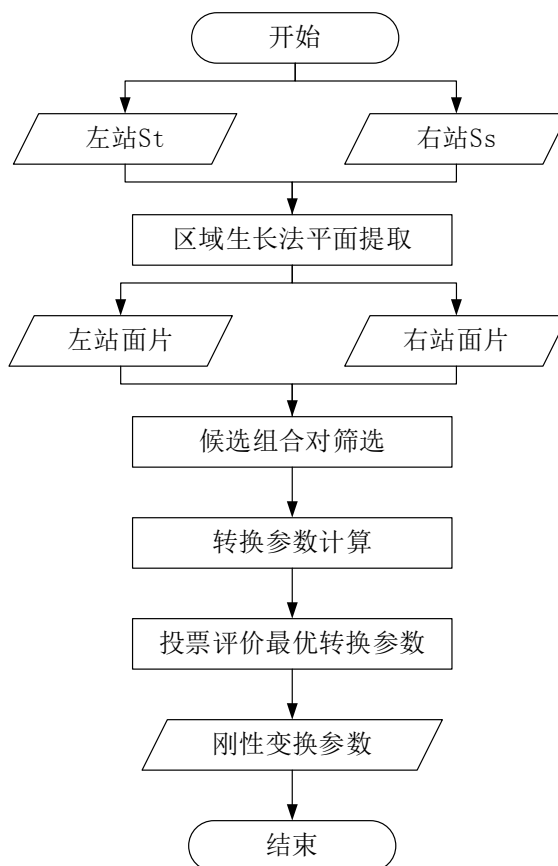 开始
左站St
右站Ss
区域生长法平面提取
左站面片
右站面片
候选组合对筛选
转换参数计算
投票评价最优转换参数
刚性变换参数
结束